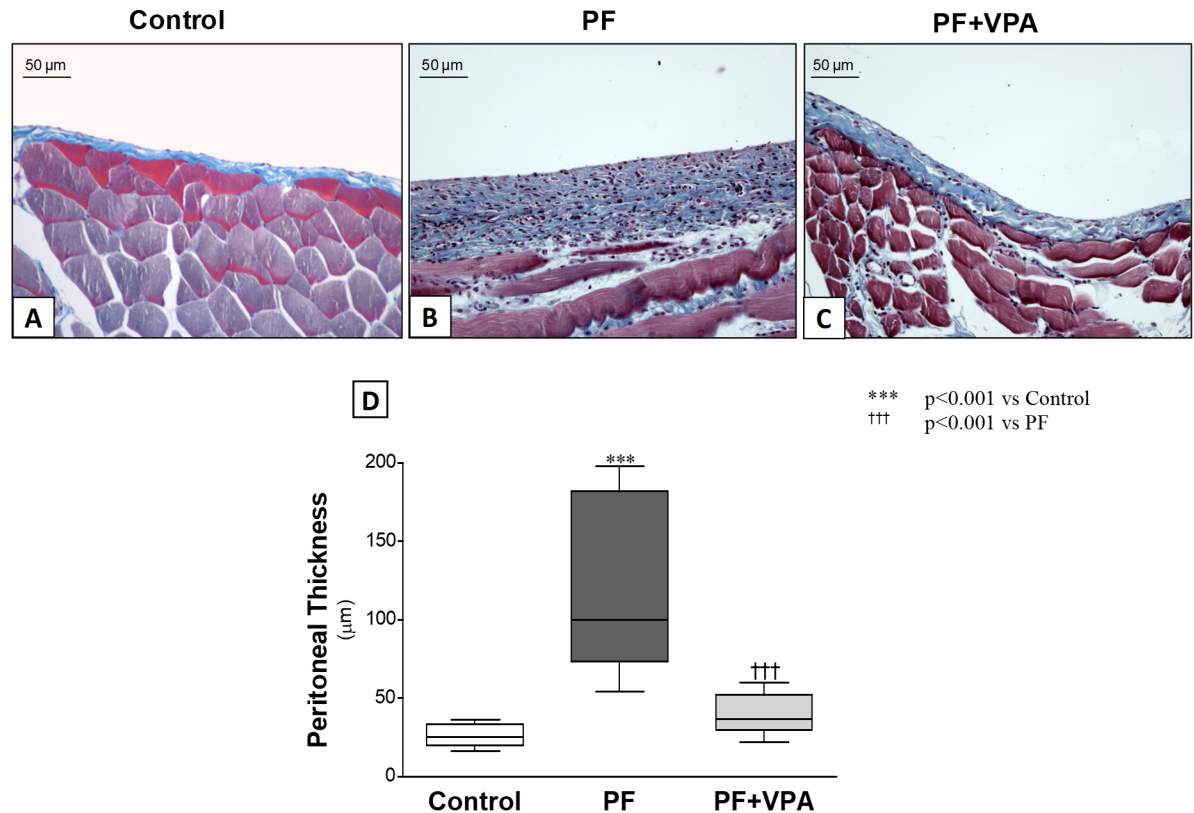 Control PF PF+VPA
50 μm 50 μm 50 μm
A B C
D
*** p<0.001 vs Control
††† p<0.001 vs PF
Peritoneal Thickness
(μm)
200
150
100
50
0
***
†††
Control PF PF+VPA